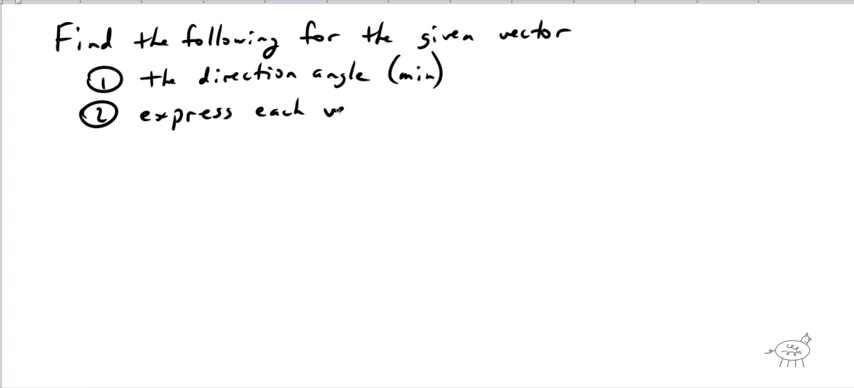 Find the following for the given vector
① the direction angle (min)
② express each v